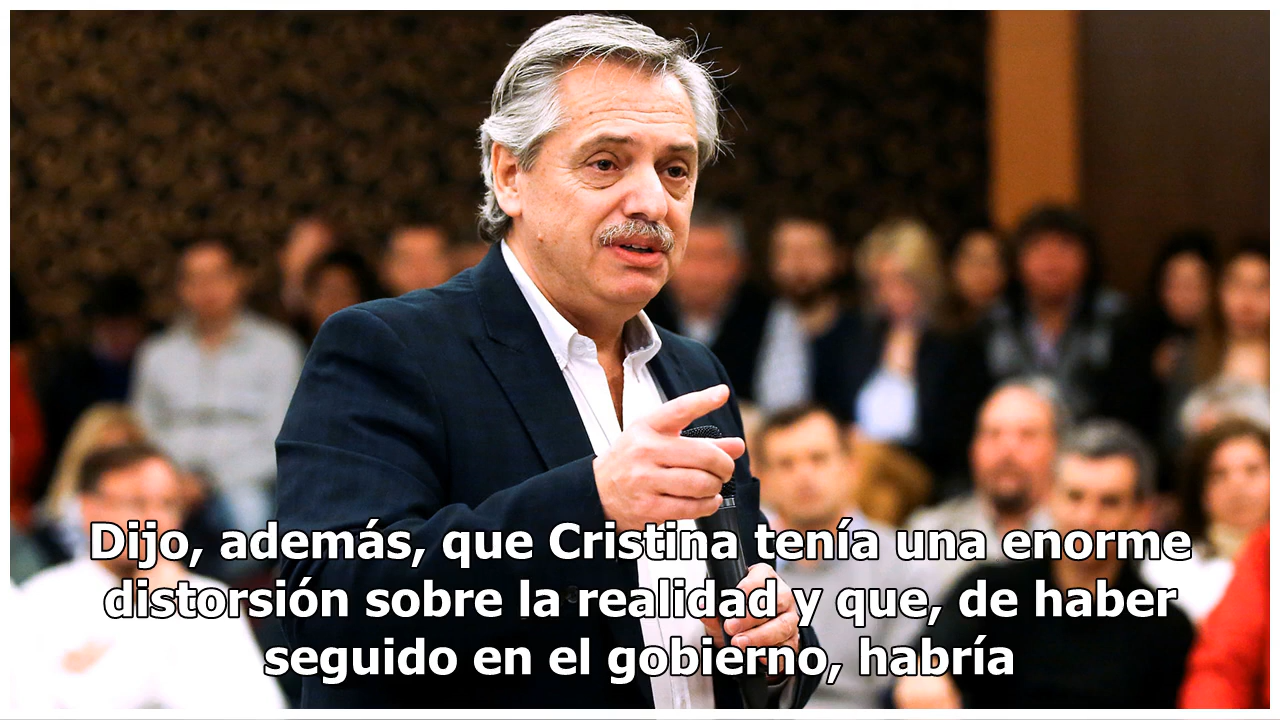 Dijo, además, que Cristina tenía una enorme
distorsión sobre la realidad y que, de haber
seguido en el gobierno, habría